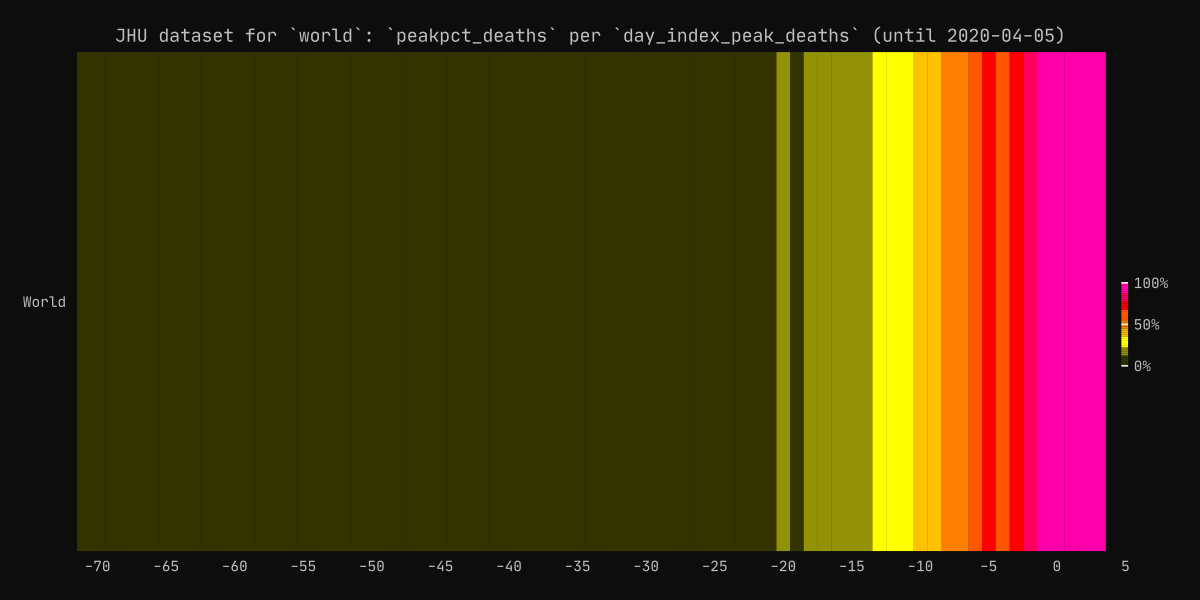 JHU dataset for `world`: `peakpct_deaths` per `day_index_peak_deaths` (until 2020-04-05)
World
100%
50%
0%
-70 -65 -60 -55 -50 -45 -40 -35 -30 -25 -20 -15 -10 -5 0 5